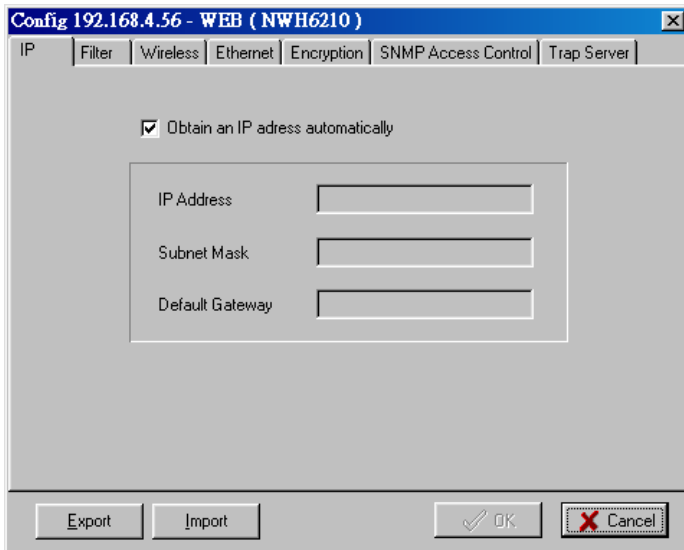 Config 192.168.4.56 - WEB ( NWH6210 )
IP Filter Wireless Ethernet Encryption SNMP Access Control Trap Server
Obtain an IP adress automatically
IP Address
Subnet Mask
Default Gateway
Export Import OK Cancel